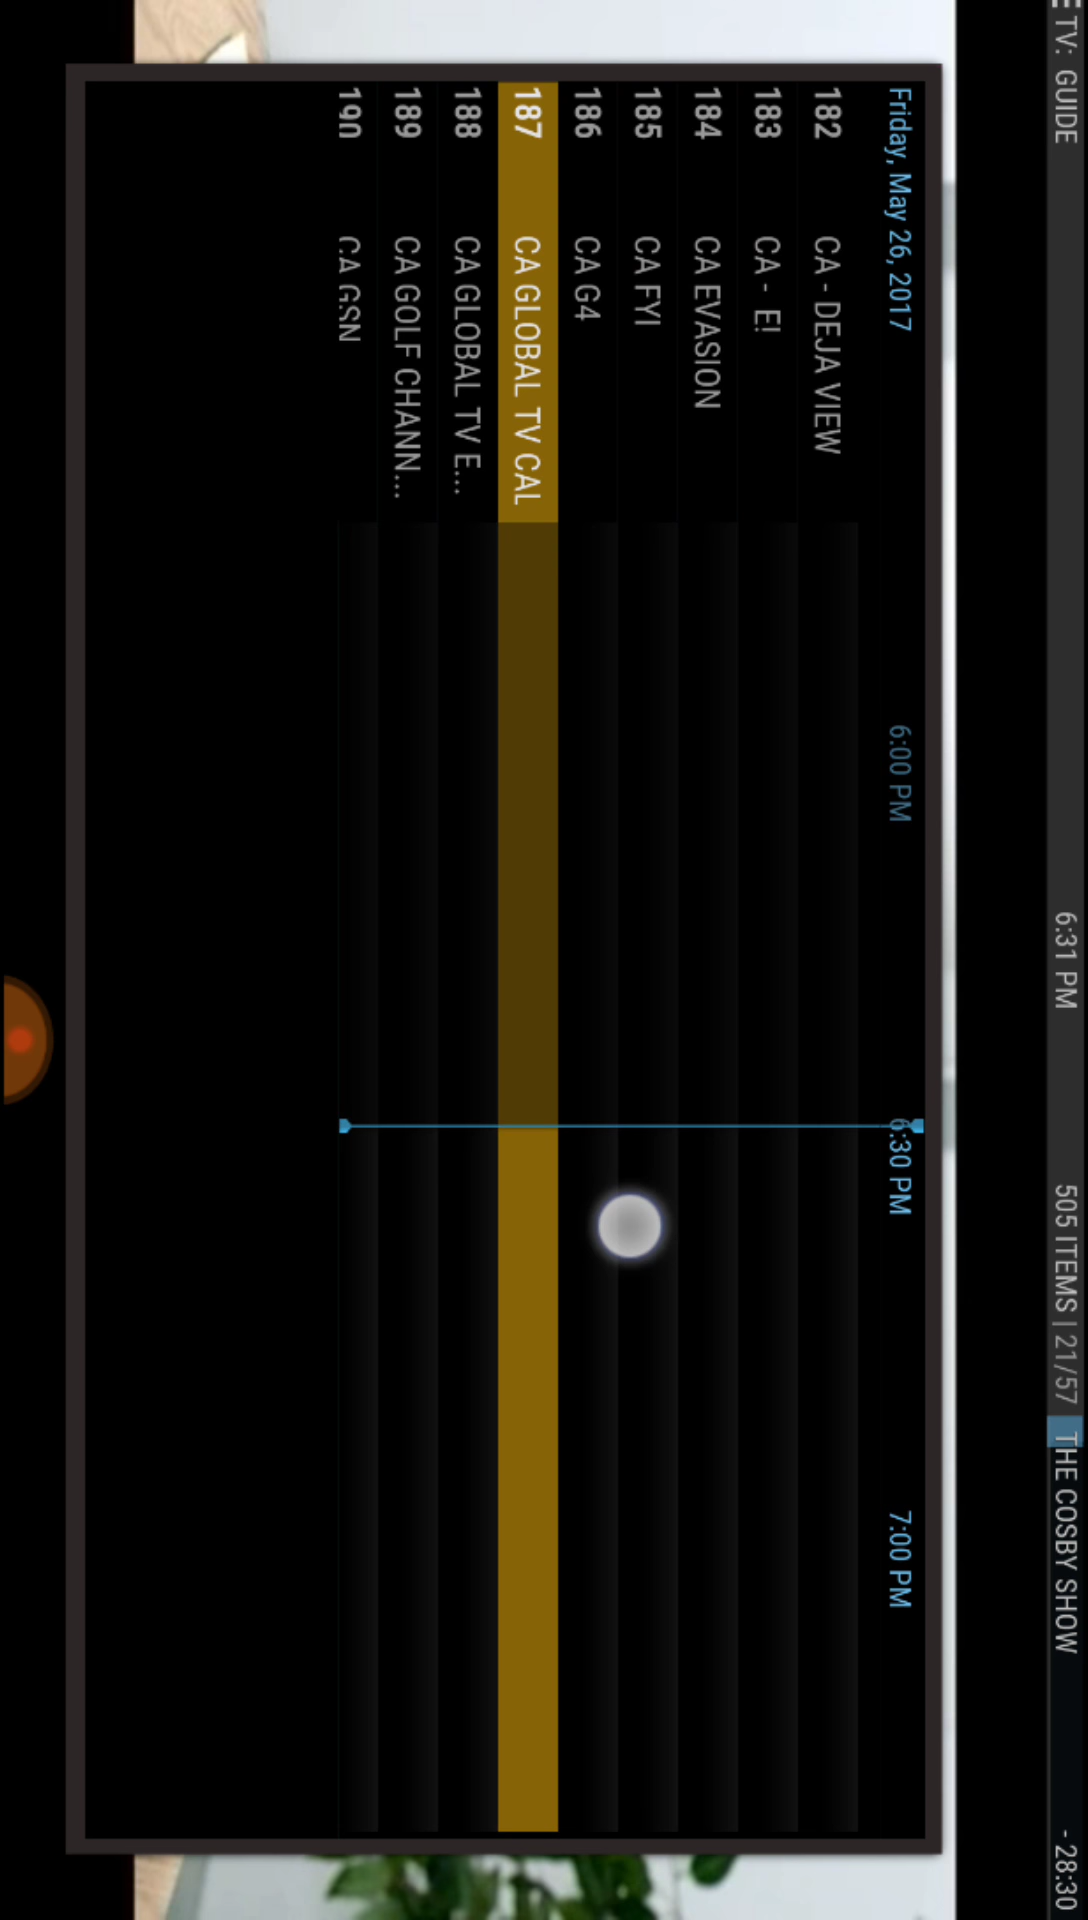 TV: GUIDE
6:31 PM
505 ITEMS | 21/57
THE COSBY SHOW
- 28:30
Friday, May 26, 2017
6:00 PM
6:30 PM
7:00 PM
182 CA - DEJA VIEW
183 CA - E!
184 CA EVASION
185 CA FYI
186 CA G4
187 CA GLOBAL TV CAL
188 CA GLOBAL TV E...
189 CA GOLF CHANN...
190 CA GSN